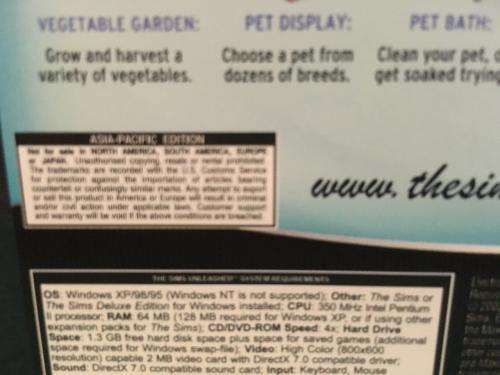 VEGETABLE GARDEN:
Grow and harvest a
variety of vegetables.
PET DISPLAY:
Choose a pet from
dozens of breeds.
PET BATH:
Clean your pet, o
get soaked trying
ASIA-PACIFIC EDITION
Not for sale in NORTH AMERICA, SOUTH AMERICA, EUROPE
or JAPAN. Unauthorised copying, resale or rental prohibited.
The trademarks are recorded with the U.S. Customs Service
for protection against the importation of articles bearing
counterfeit or confusingly similar marks. Any attempt to export
or sell this product in America or Europe will result in criminal
and/or civil action under applicable laws. Customer support
and warranty will be void if the above conditions are breached.
www. thesi
THE SIMS UNLEASHED™ SYSTEM REQUIREMENTS
OS: Windows XP/98/95 (Windows NT is not supported); Other: The Sims or
The Sims Deluxe Edition for Windows installed; CPU: 350 MHz Intel Pentium
II processor; RAM: 64 MB (128 MB required for Windows XP, or if using other
expansion packs for The Sims); CD/DVD-ROM Speed: 4x; Hard Drive
Space: 1.3 GB free hard disk space plus space for saved games (additional
space required for Windows swap-file); Video: High Color (800x600
resolution) capable 2 MB video card with DirectX 7.0 compatible driver;
Sound: DirectX 7.0 compatible sound card; Input: Keyboard, Mouse